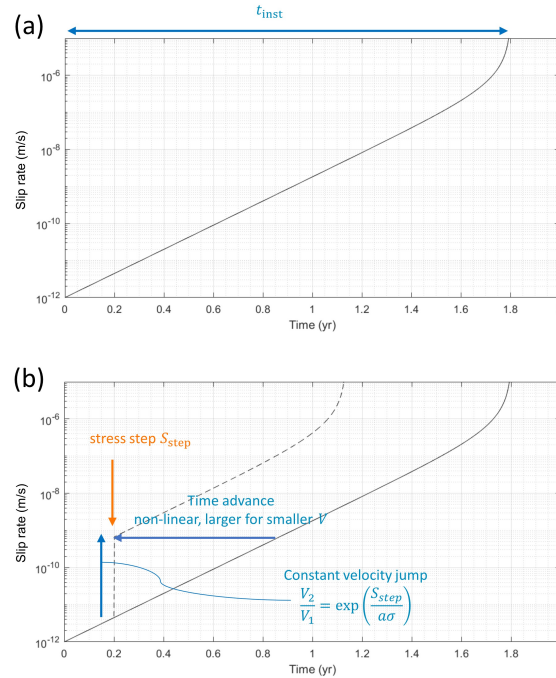 (a)
t_inst
10^-6
10^-8
10^-10
10^-12
Slip rate (m/s)
0 0.2 0.4 0.6 0.8 1 1.2 1.4 1.6 1.8
Time (yr)
(b)
10^-6
10^-8
10^-10
10^-12
Slip rate (m/s)
stress step S_step
Time advance
non-linear, larger for smaller V
Constant velocity jump
V_2/V_1 = exp(S_step/aσ)
0 0.2 0.4 0.6 0.8 1 1.2 1.4 1.6 1.8
Time (yr)